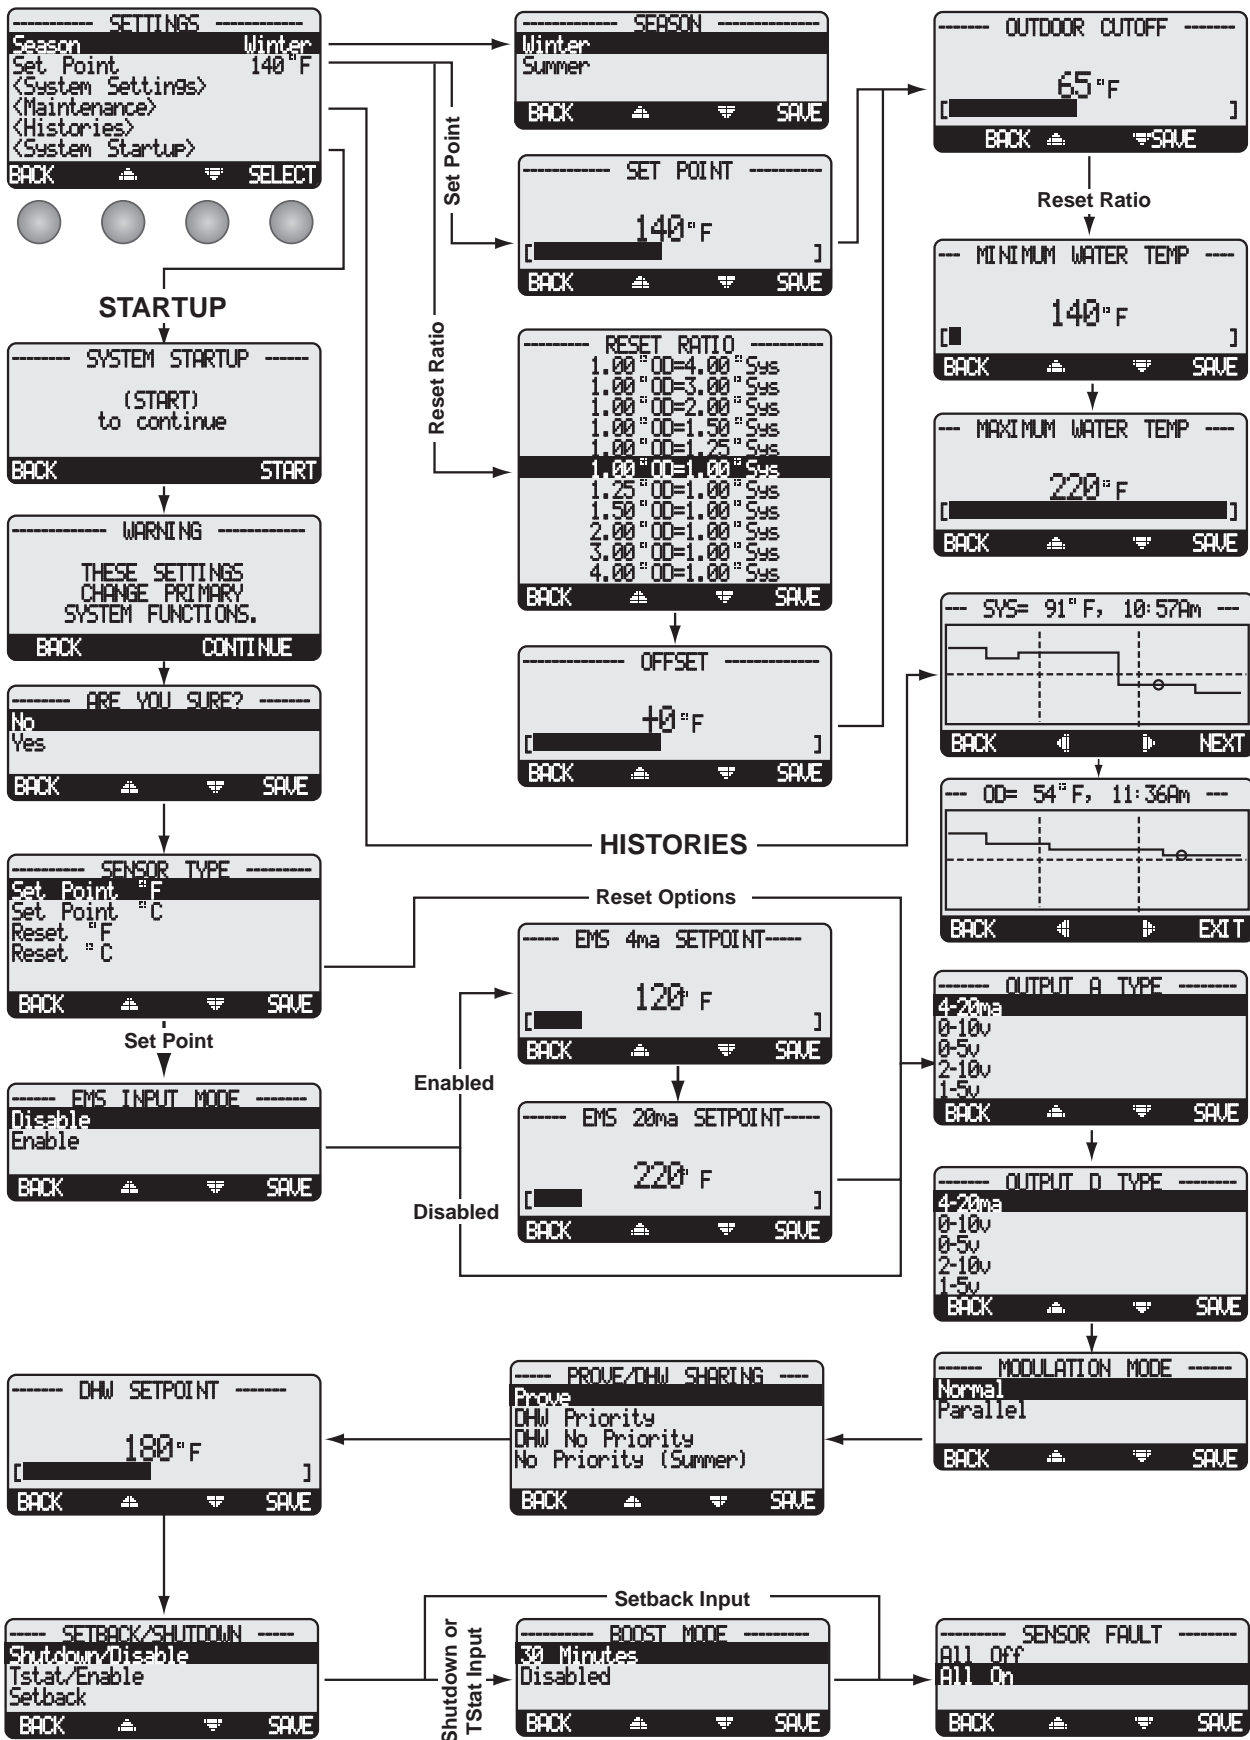 SETTINGS
Season Winter
Set Point 140°F
<System Settings>
<Maintenance>
<Histories>
<System Startup>
BACK SELECT
STARTUP
SYSTEM STARTUP
(START)
to continue
BACK START
WARNING
THESE SETTINGS
CHANGE PRIMARY
SYSTEM FUNCTIONS.
BACK CONTINUE
ARE YOU SURE?
No
Yes
BACK SAVE
SENSOR TYPE
Set Point °F
Set Point °C
Reset °F
Reset °C
BACK SAVE
Set Point
EMS INPUT MODE
Disable
Enable
BACK SAVE
Set Point
Reset Ratio
SEASON
Winter
Summer
BACK SAVE
SET POINT
140°F
[ ]
BACK SAVE
RESET RATIO
1.00°OD=4.00°Sys
1.00°OD=3.00°Sys
1.00°OD=2.00°Sys
1.00°OD=1.50°Sys
1.00°OD=1.25°Sys
1.00°OD=1.00°Sys
1.25°OD=1.00°Sys
1.50°OD=1.00°Sys
2.00°OD=1.00°Sys
3.00°OD=1.00°Sys
4.00°OD=1.00°Sys
BACK SAVE
OFFSET
+0°F
[ ]
BACK SAVE
OUTDOOR CUTOFF
65°F
[ ]
BACK SAVE
Reset Ratio
MINIMUM WATER TEMP
140°F
[ ]
BACK SAVE
MAXIMUM WATER TEMP
220°F
[ ]
BACK SAVE
HISTORIES
--- SYS= 91°F, 10:57Am ---
BACK NEXT
--- OD= 54°F, 11:36Am ---
BACK EXIT
Reset Options
Enabled
Disabled
EMS 4ma SETPOINT
120° F
[ ]
BACK SAVE
EMS 20ma SETPOINT
220° F
[ ]
BACK SAVE
OUTPUT A TYPE
4-20ma
0-10v
0-5v
2-10v
1-5v
BACK SAVE
OUTPUT D TYPE
4-20ma
0-10v
0-5v
2-10v
1-5v
BACK SAVE
MODULATION MODE
Normal
Parallel
BACK SAVE
PROVE/DHW SHARING
Prove
DHW Priority
DHW No Priority
No Priority (Summer)
BACK SAVE
DHW SETPOINT
180°F
[ ]
BACK SAVE
SETBACK/SHUTDOWN
Shutdown/Disable
Tstat/Enable
Setback
BACK SAVE
Shutdown or
TStat Input
Setback Input
BOOST MODE
30 Minutes
Disabled
BACK SAVE
SENSOR FAULT
All Off
All On
BACK SAVE